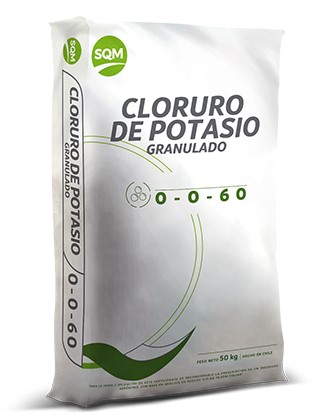 SQM
CLORURO
DE POTASIO
GRANULADO
0-0-60
PESO NETO 50 kg HECHO EN CHILE
SQM
CLORURO DE POTASIO
GRANULADO
0-0-60